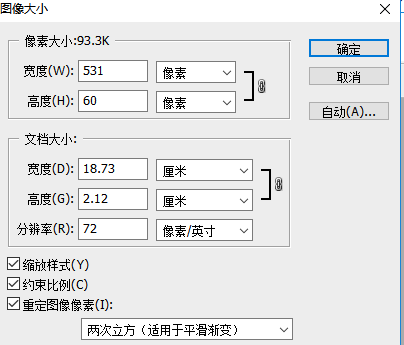 图像大小
像素大小:93.3K
宽度(W): 531 像素
高度(H): 60 像素
确定
取消
自动(A)...
文档大小:
宽度(D): 18.73 厘米
高度(G): 2.12 厘米
分辨率(R): 72 像素/英寸
缩放样式(Y)
约束比例(C)
重定图像像素(I):
两次立方（适用于平滑渐变）